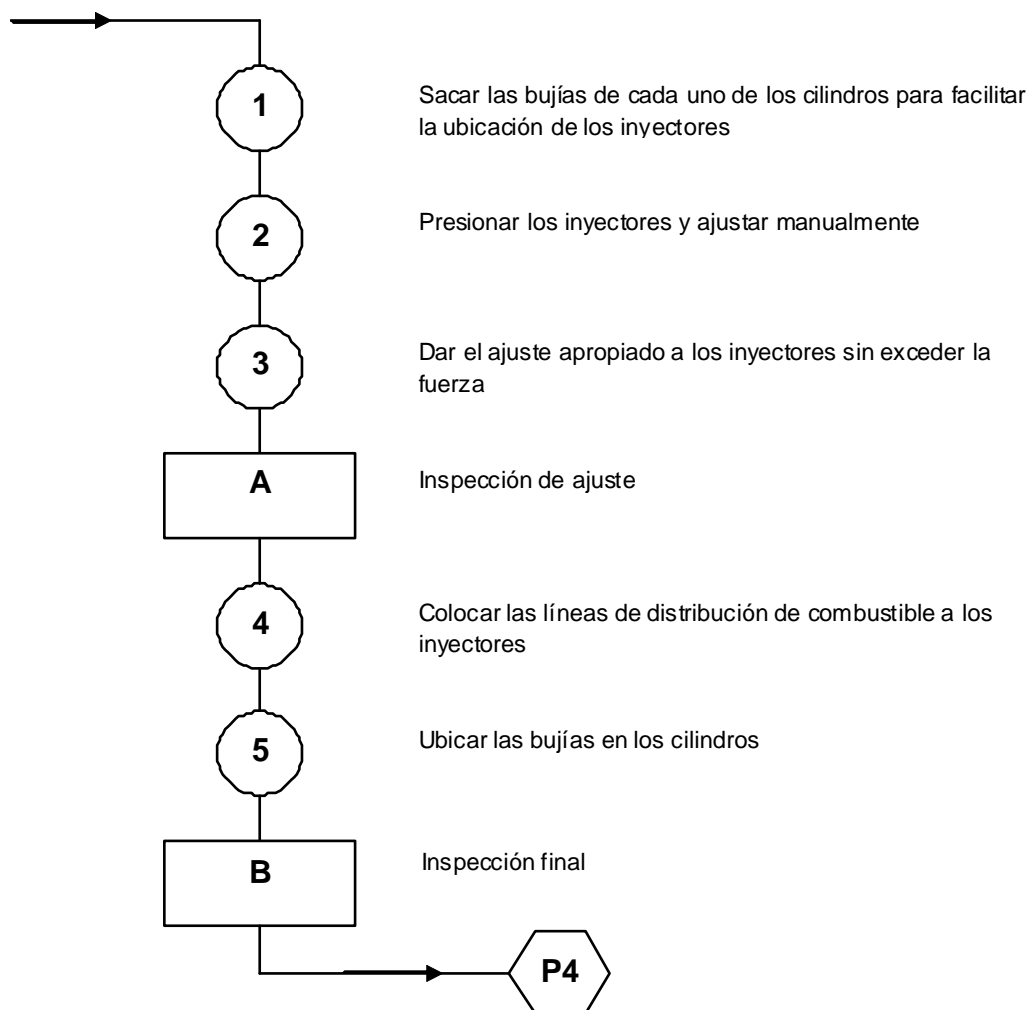 1
Sacar las bujías de cada uno de los cilindros para facilitar
la ubicación de los inyectores
2
Presionar los inyectores y ajustar manualmente
3
Dar el ajuste apropiado a los inyectores sin exceder la
fuerza
A
Inspección de ajuste
4
Colocar las líneas de distribución de combustible a los
inyectores
5
Ubicar las bujías en los cilindros
B
Inspección final
P4